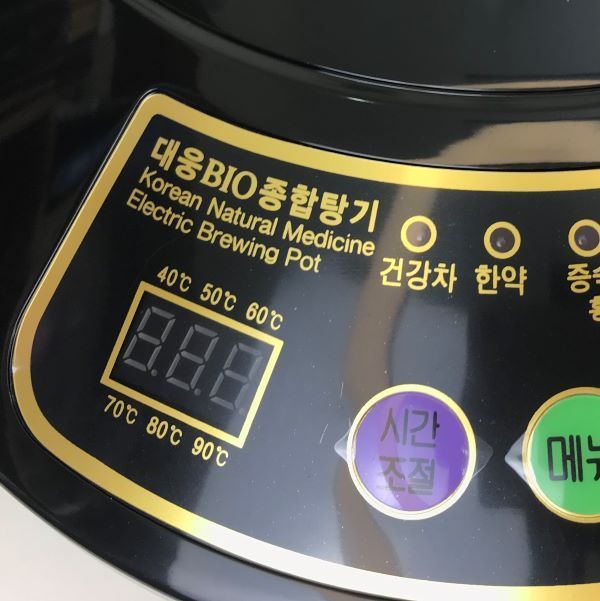 대웅BIO종합탕기
Korean Natural Medicine
Electric Brewing Pot
건강차 한약
40℃ 50℃ 60℃
70℃ 80℃ 90℃
시간
조절